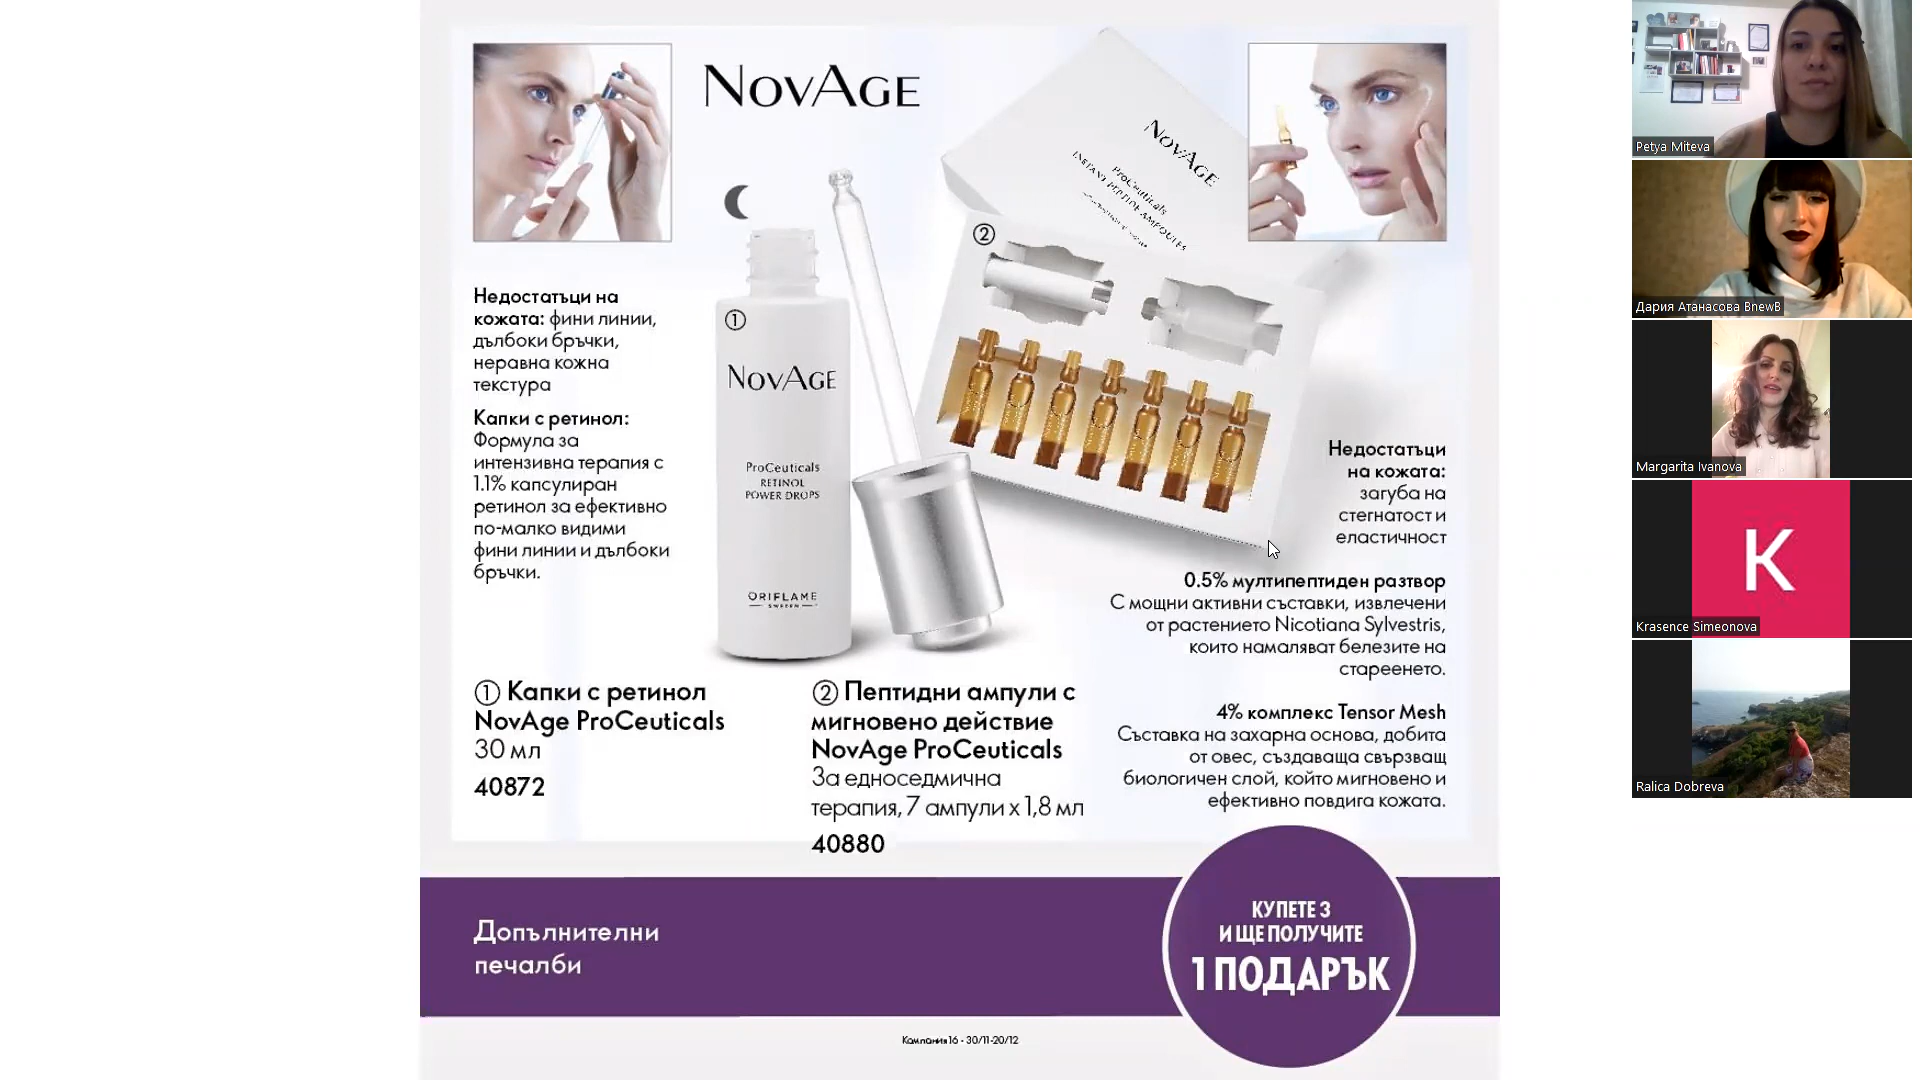 NOVAGE
NOVAGE
ProCeuticals
INSTANT PEPTIDE AMPOULES
①
②
NOVAGE
ProCeuticals
RETINOL
POWER DROPS
ORIFLAME
SWEDEN
Недостатъци на
кожата: фини линии,
дълбоки бръчки,
неравна кожна
текстура
Капки с ретинол:
Формула за
интензивна терапия с
1.1% капсулиран
ретинол за ефективно
по-малко видими
фини линии и дълбоки
бръчки.
Недостатъци
на кожата:
загуба на
стегнатост и
еластичност
0.5% мултипептиден разтвор
С мощни активни съставки, извлечени
от растението Nicotiana Sylvestris,
които намаляват белезите на
стареенето.
4% комплекс Tensor Mesh
Съставка на захарна основа, добита
от овес, създаваща свързващ
биологичен слой, който мигновено и
ефективно повдига кожата.
① Капки с ретинол
NovAge ProCeuticals
30 мл
40872
② Пептидни ампули с
мигновено действие
NovAge ProCeuticals
За едноседмична
терапия, 7 ампули x 1,8 мл
40880
Допълнителни
печалби
КУПЕТЕ 3
И ЩЕ ПОЛУЧИТЕ
1 ПОДАРЪК
Кампания 16 - 30/11-20/12
Petya Miteva
Дария Атанасова BnewB
Margarita Ivanova
K
Krasence Simeonova
Ralica Dobreva